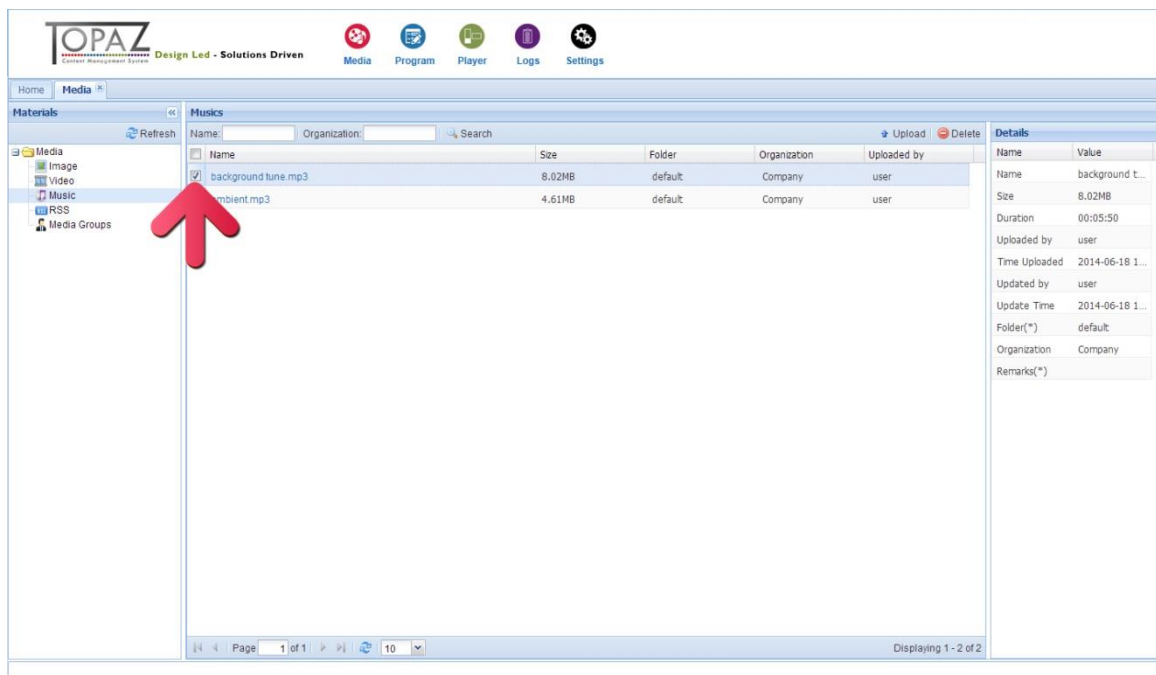 TOPAZ
Content Management System Design Led - Solutions Driven
Media Program Player Logs Settings
Home Media
Materials
Refresh
Media
Image
Video
Music
RSS
Media Groups
Musics
Name: Organization: Search Upload Delete
Name Size Folder Organization Uploaded by
background tune.mp3 8.02MB default Company user
mbient.mp3 4.61MB default Company user
Page 1 of 1 10 Displaying 1 - 2 of 2
Details
Name Value
Name background t...
Size 8.02MB
Duration 00:05:50
Uploaded by user
Time Uploaded 2014-06-18 1...
Updated by user
Update Time 2014-06-18 1...
Folder(*) default
Organization Company
Remarks(*)